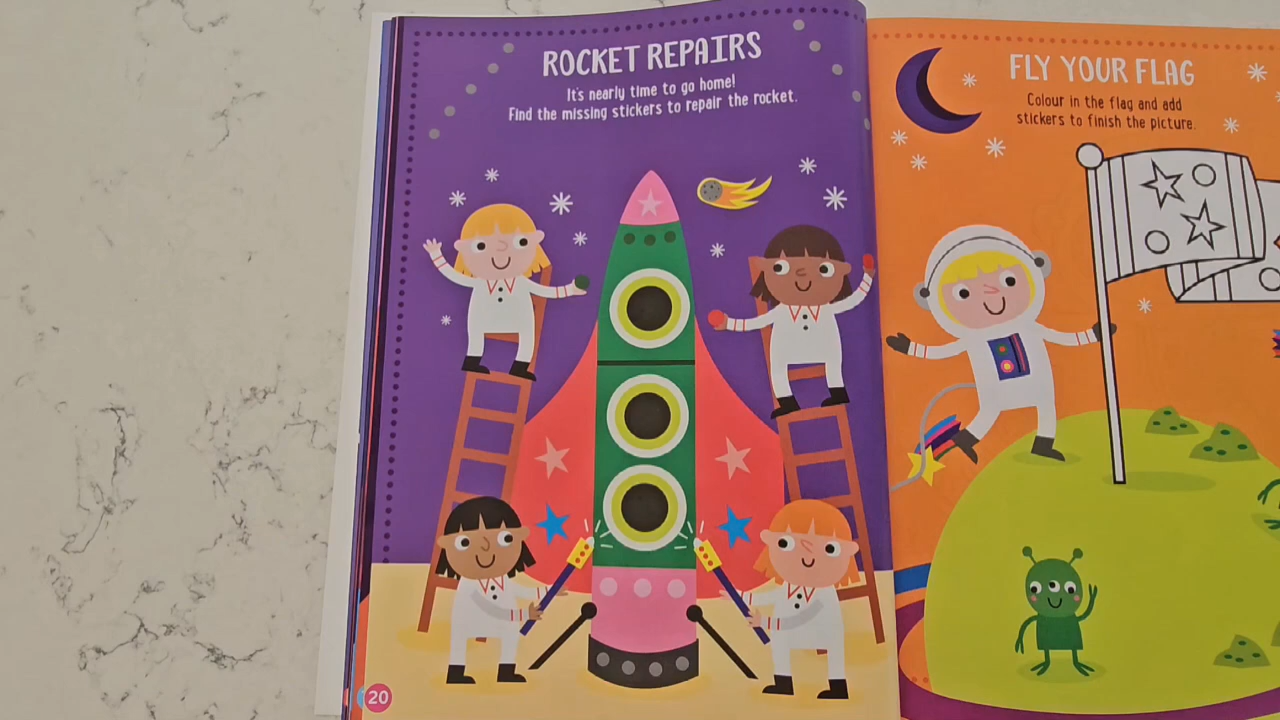 ROCKET REPAIRS
It's nearly time to go home!
Find the missing stickers to repair the rocket.
20
FLY YOUR FLAG
Colour in the flag and add
stickers to finish the picture.